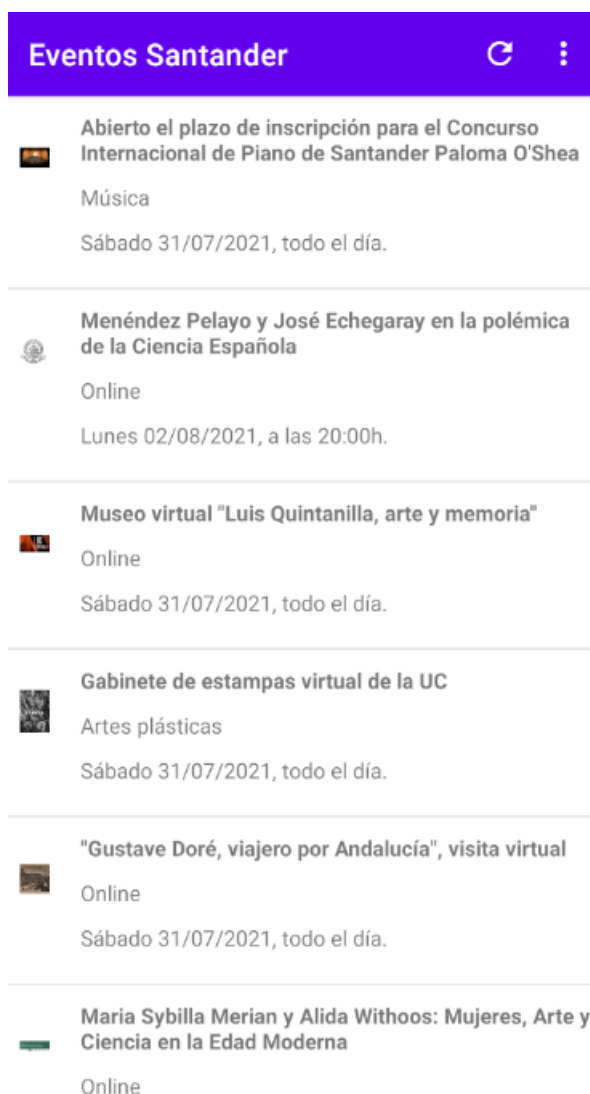 Eventos Santander
Abierto el plazo de inscripción para el Concurso
Internacional de Piano de Santander Paloma O'Shea
Música
Sábado 31/07/2021, todo el día.
Menéndez Pelayo y José Echegaray en la polémica
de la Ciencia Española
Online
Lunes 02/08/2021, a las 20:00h.
Museo virtual "Luis Quintanilla, arte y memoria"
Online
Sábado 31/07/2021, todo el día.
Gabinete de estampas virtual de la UC
Artes plásticas
Sábado 31/07/2021, todo el día.
"Gustave Doré, viajero por Andalucía", visita virtual
Online
Sábado 31/07/2021, todo el día.
Maria Sybilla Merian y Alida Withoos: Mujeres, Arte y
Ciencia en la Edad Moderna
Online